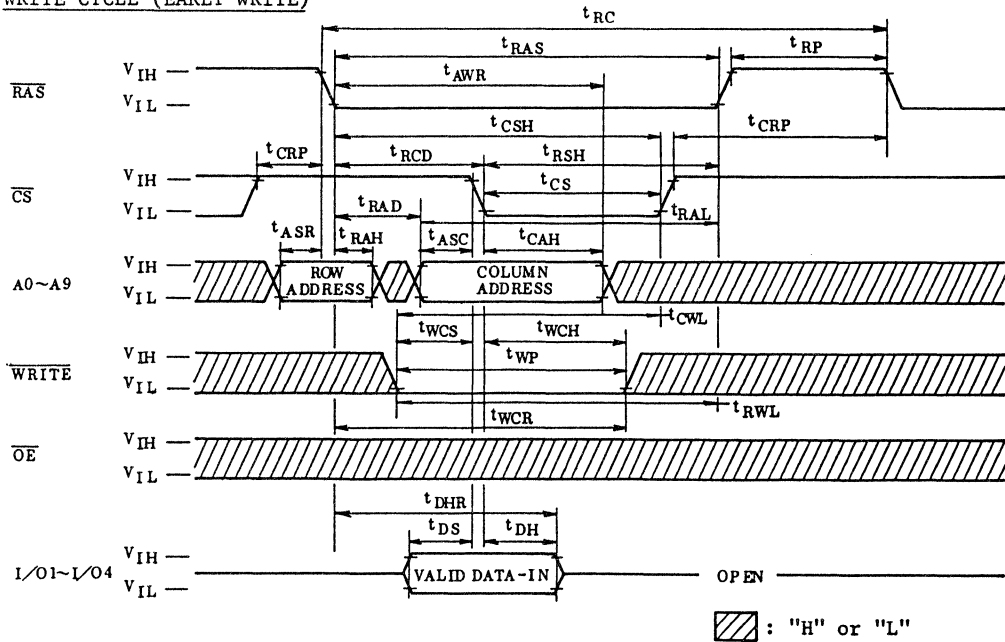 WRITE CYCLE (EARLY WRITE)
tRC
tRAS
tRP
tAWR
RAS
VIH
VIL
tCSH
tCRP
tCRP
tRCD
tRSH
tCS
CS
VIH
VIL
tRAD
tRAL
tASR
tRAH
tASC
tCAH
A0~A9
VIH
VIL
ROW
ADDRESS
COLUMN
ADDRESS
tCWL
tWCS
tWCH
tWP
WRITE
VIH
VIL
tRWL
tWCR
OE
VIH
VIL
tDHR
tDS
tDH
I/O1~I/O4
VIH
VIL
VALID DATA-IN
OPEN
: "H" or "L"